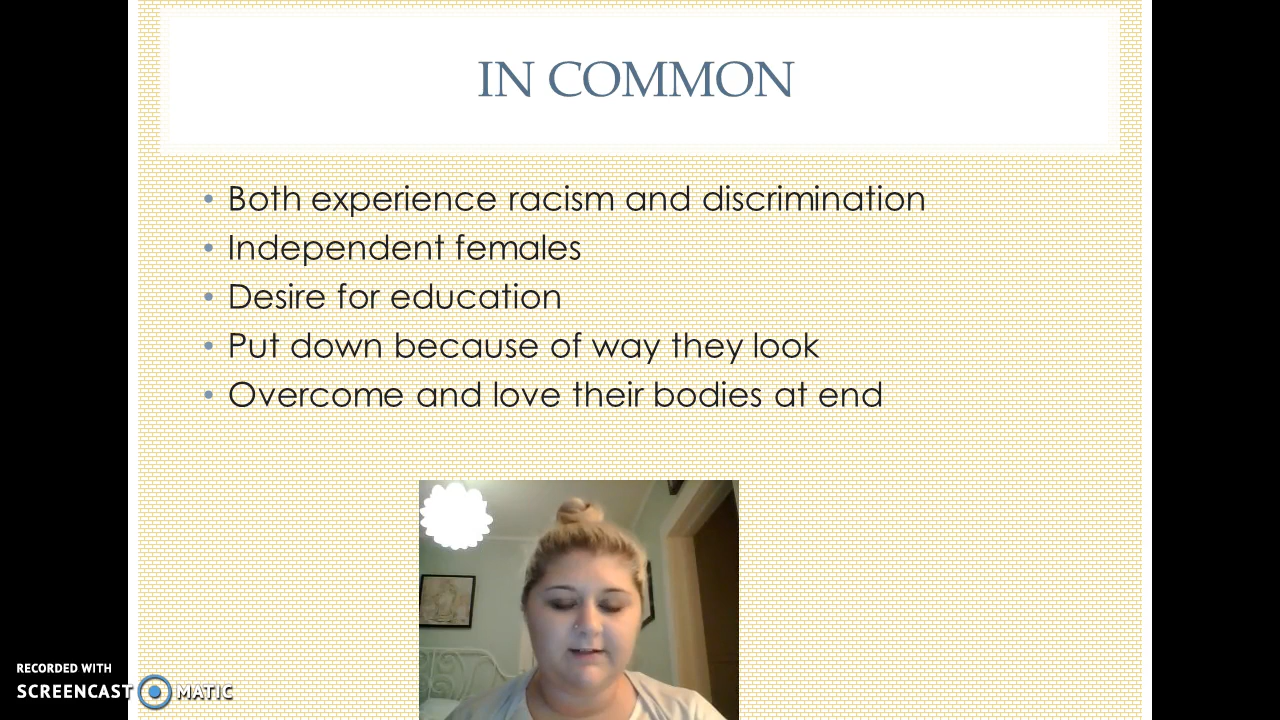 IN COMMON
Both experience racism and discrimination
Independent females
Desire for education
Put down because of way they look
Overcome and love their bodies at end
RECORDED WITH
SCREENCAST MATIC